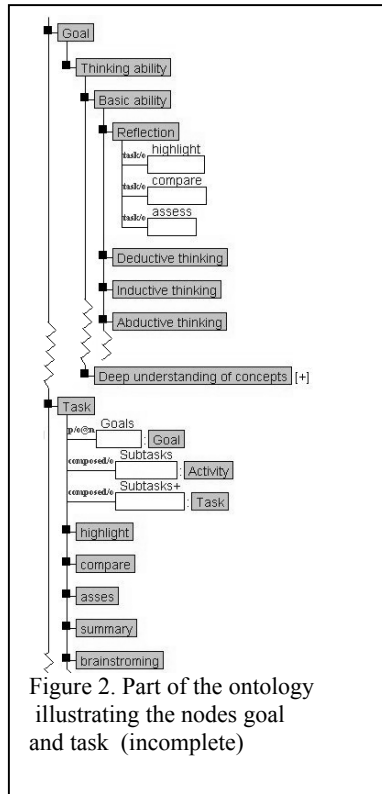 Goal
Thinking ability
Basic ability
Reflection
task/c highlight
task/c compare
task/c assess
Deductive thinking
Inductive thinking
Abductive thinking
Deep understanding of concepts [+]
Task
p/c@n Goals : Goal
composed/c Subtasks : Activity
composed/c Subtasks+ : Task
highlight
compare
asses
summary
brainstroming
Figure 2. Part of the ontology
illustrating the nodes goal
and task (incomplete)